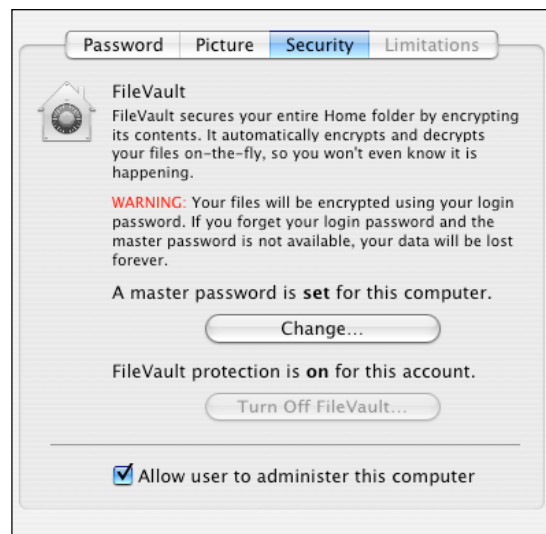 Password Picture Security Limitations
FileVault
FileVault secures your entire Home folder by encrypting
its contents. It automatically encrypts and decrypts
your files on-the-fly, so you won't even know it is
happening.
WARNING: Your files will be encrypted using your login
password. If you forget your login password and the
master password is not available, your data will be lost
forever.
A master password is set for this computer.
Change...
FileVault protection is on for this account.
Turn Off FileVault...
Allow user to administer this computer